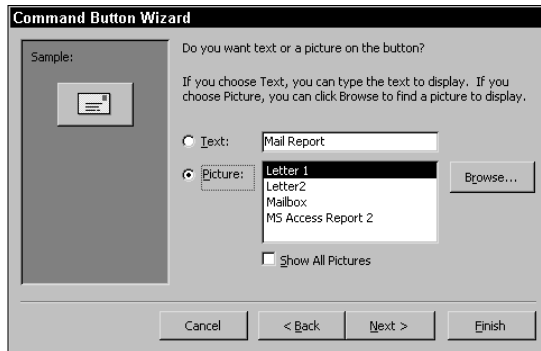 Command Button Wizard
Sample:
Do you want text or a picture on the button?
If you choose Text, you can type the text to display. If you
choose Picture, you can click Browse to find a picture to display.
Text: Mail Report
Picture: Letter 1
Letter2
Mailbox
MS Access Report 2
Browse...
Show All Pictures
Cancel < Back Next > Finish